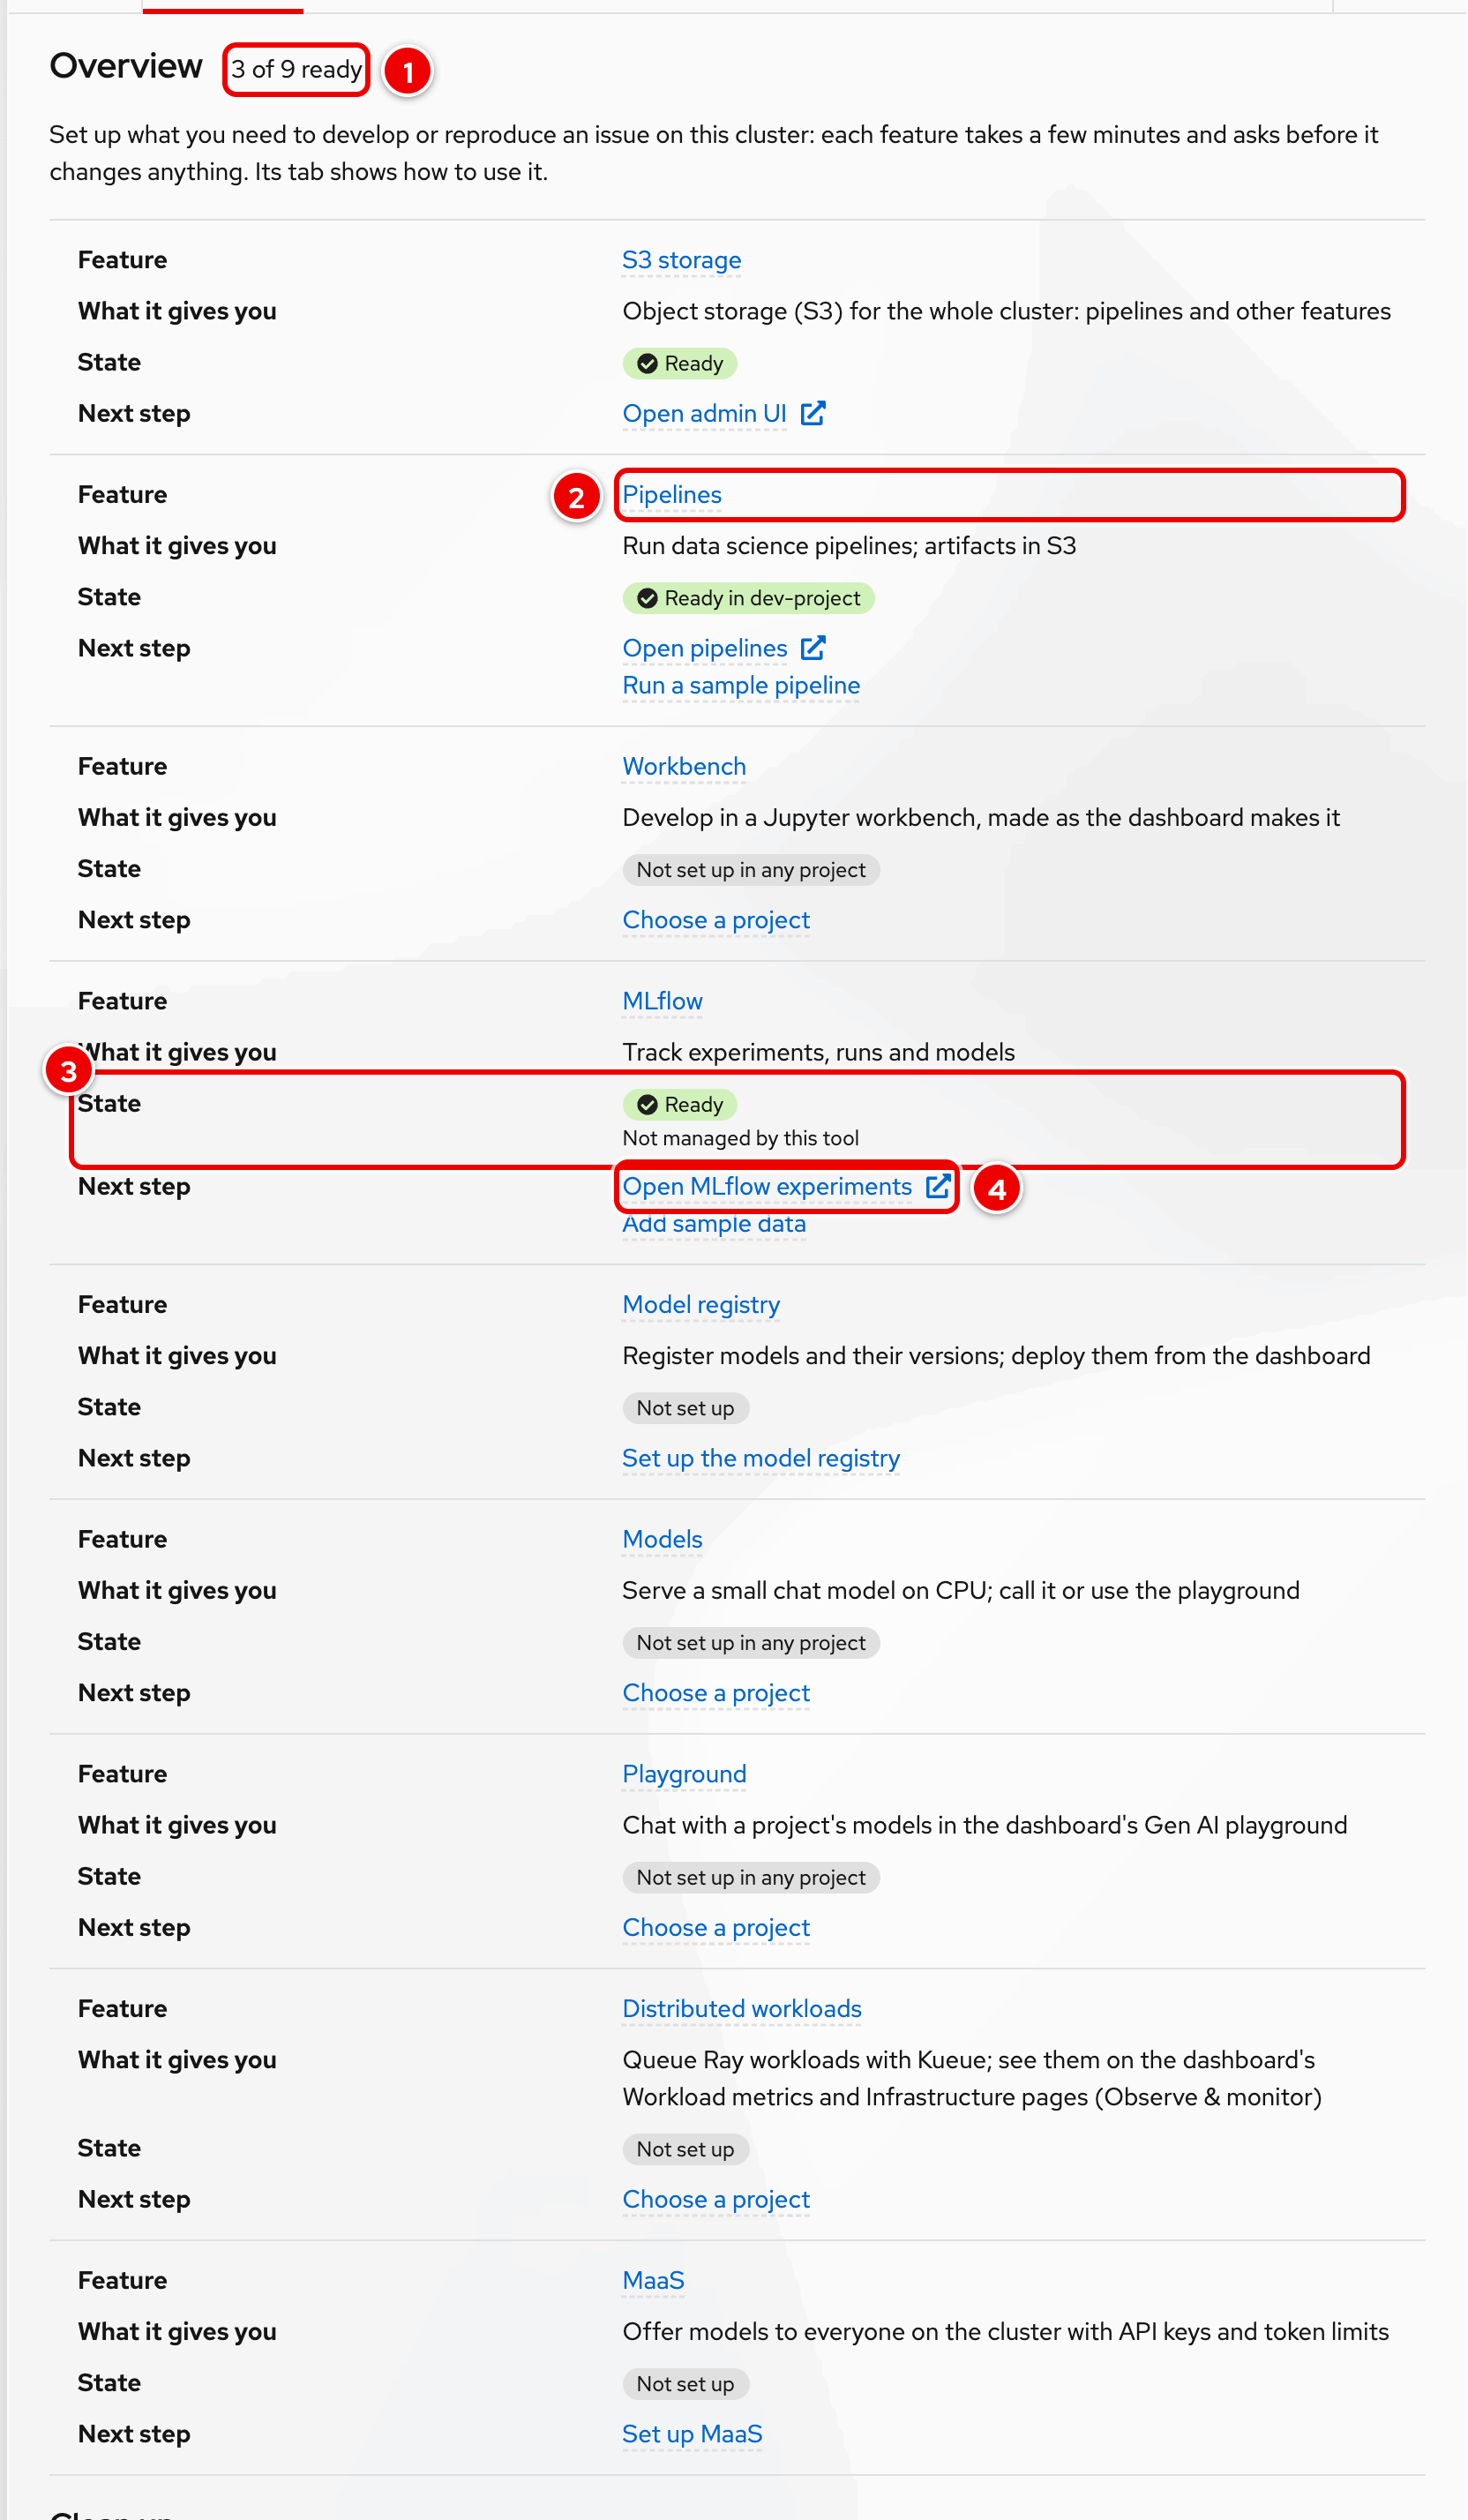 Overview 3 of 9 ready 1
Set up what you need to develop or reproduce an issue on this cluster: each feature takes a few minutes and asks before it
changes anything. Its tab shows how to use it.
Feature S3 storage
What it gives you Object storage (S3) for the whole cluster: pipelines and other features
State Ready
Next step Open admin UI
Feature 2 Pipelines
What it gives you Run data science pipelines; artifacts in S3
State Ready in dev-project
Next step Open pipelines
Run a sample pipeline
Feature Workbench
What it gives you Develop in a Jupyter workbench, made as the dashboard makes it
State Not set up in any project
Next step Choose a project
Feature MLflow
What it gives you Track experiments, runs and models
3
State Ready
Not managed by this tool
Next step Open MLflow experiments 4
Add sample data
Feature Model registry
What it gives you Register models and their versions; deploy them from the dashboard
State Not set up
Next step Set up the model registry
Feature Models
What it gives you Serve a small chat model on CPU; call it or use the playground
State Not set up in any project
Next step Choose a project
Feature Playground
What it gives you Chat with a project's models in the dashboard's Gen AI playground
State Not set up in any project
Next step Choose a project
Feature Distributed workloads
What it gives you Queue Ray workloads with Kueue; see them on the dashboard's
Workload metrics and Infrastructure pages (Observe & monitor)
State Not set up
Next step Choose a project
Feature MaaS
What it gives you Offer models to everyone on the cluster with API keys and token limits
State Not set up
Next step Set up MaaS